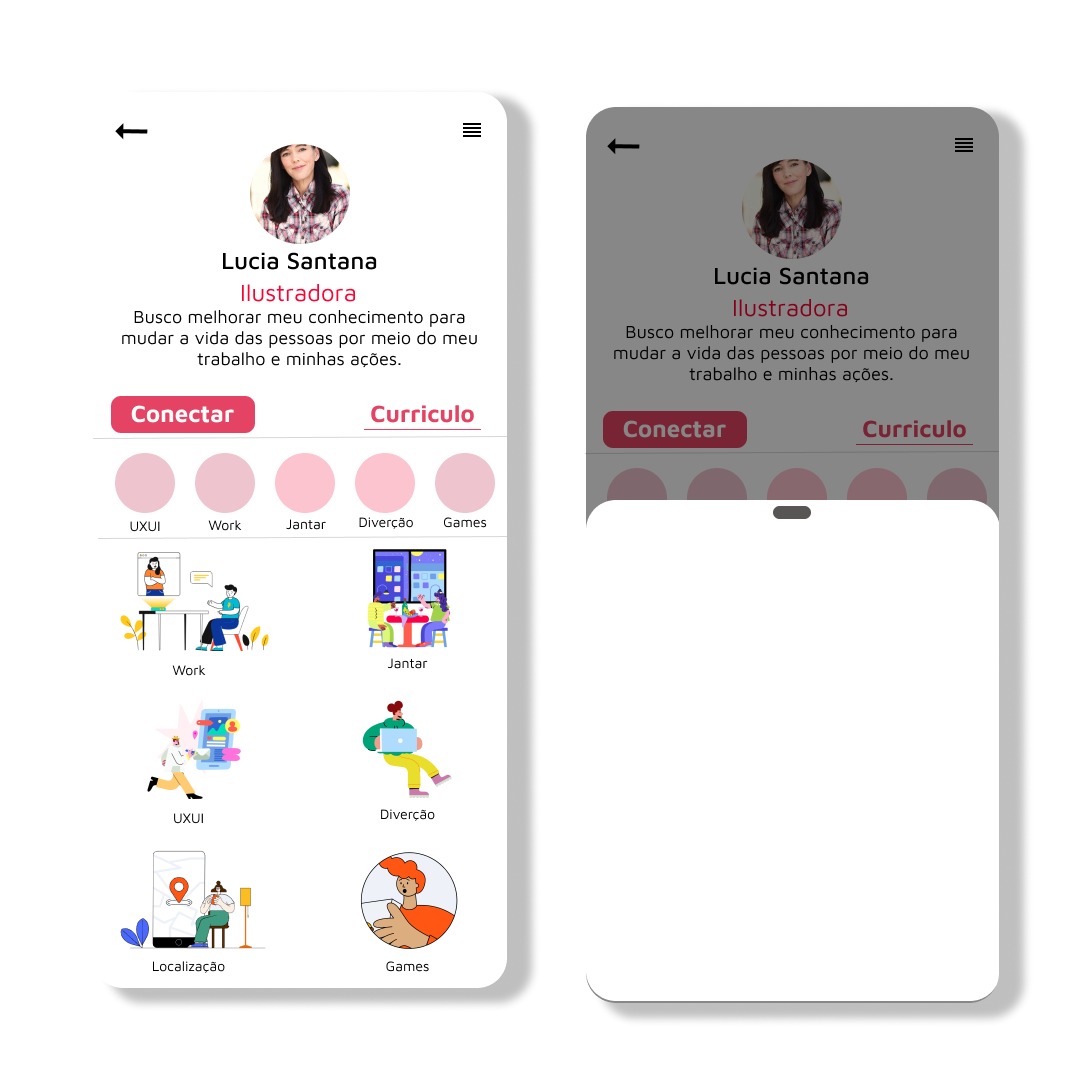 Lucia Santana
Ilustradora
Busco melhorar meu conhecimento para
mudar a vida das pessoas por meio do meu
trabalho e minhas ações.
Conectar
Curriculo
UXUI
Work
Jantar
Diverção
Games
Work
Jantar
UXUI
Diverção
Localização
Games
Lucia Santana
Ilustradora
Busco melhorar meu conhecimento para
mudar a vida das pessoas por meio do meu
trabalho e minhas ações.
Conectar
Curriculo